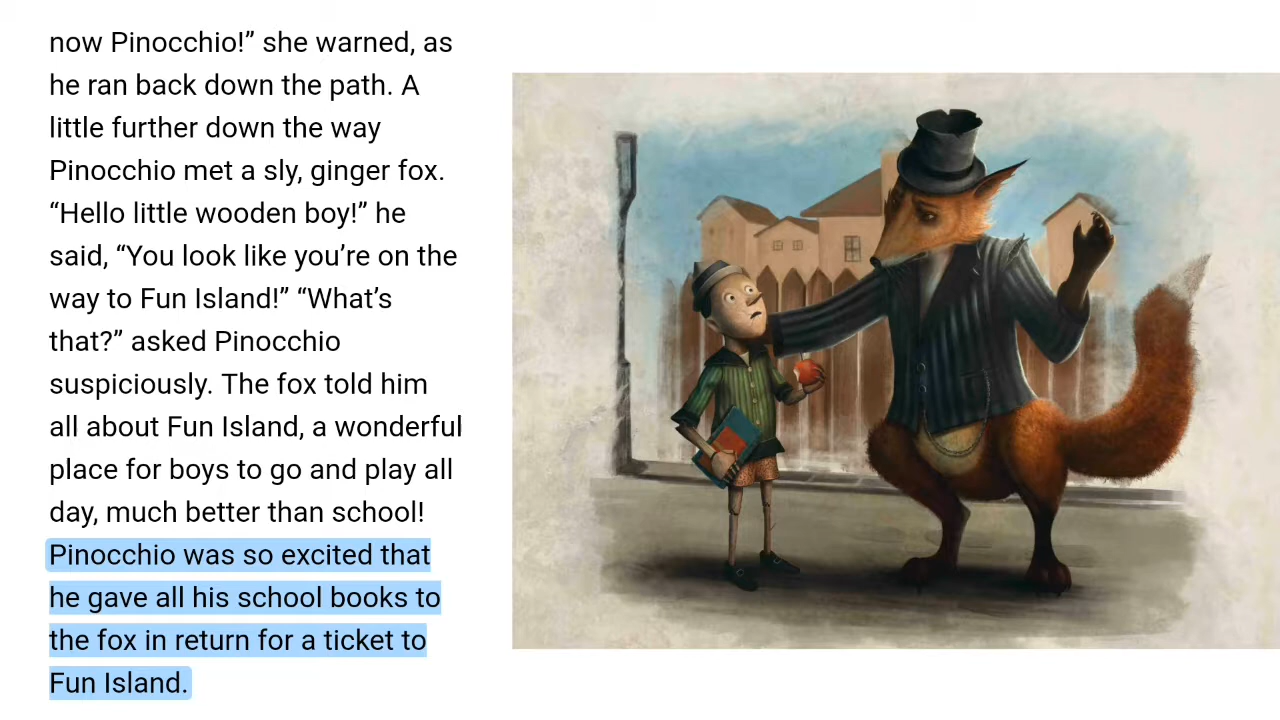 now Pinocchio!” she warned, as
he ran back down the path. A
little further down the way
Pinocchio met a sly, ginger fox.
“Hello little wooden boy!” he
said, “You look like you’re on the
way to Fun Island!” “What’s
that?” asked Pinocchio
suspiciously. The fox told him
all about Fun Island, a wonderful
place for boys to go and play all
day, much better than school!
Pinocchio was so excited that
he gave all his school books to
the fox in return for a ticket to
Fun Island.